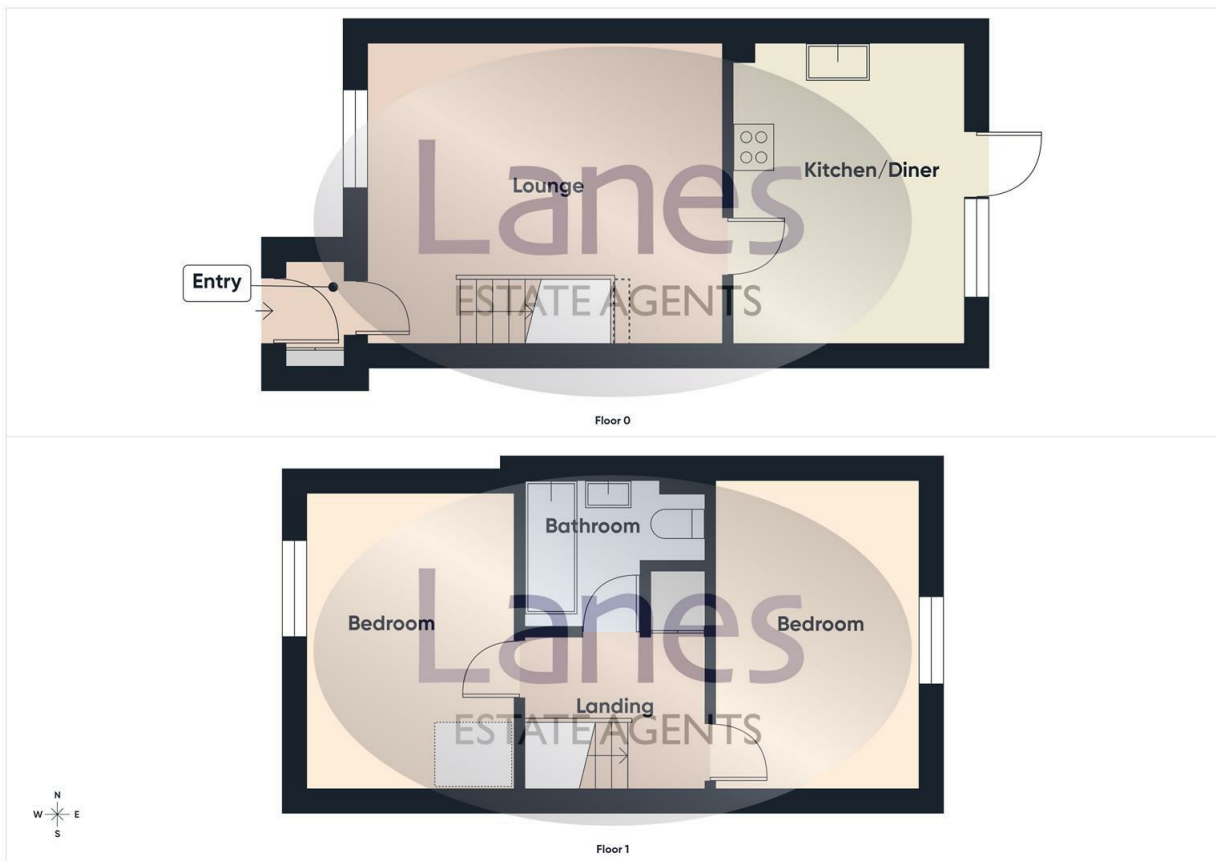 Lounge
Kitchen/Diner
Entry
Lanes
ESTATE AGENTS
Floor 0
Bathroom
Bedroom
Bedroom
Lanes
Landing
ESTATE AGENTS
N
W E
S
Floor 1